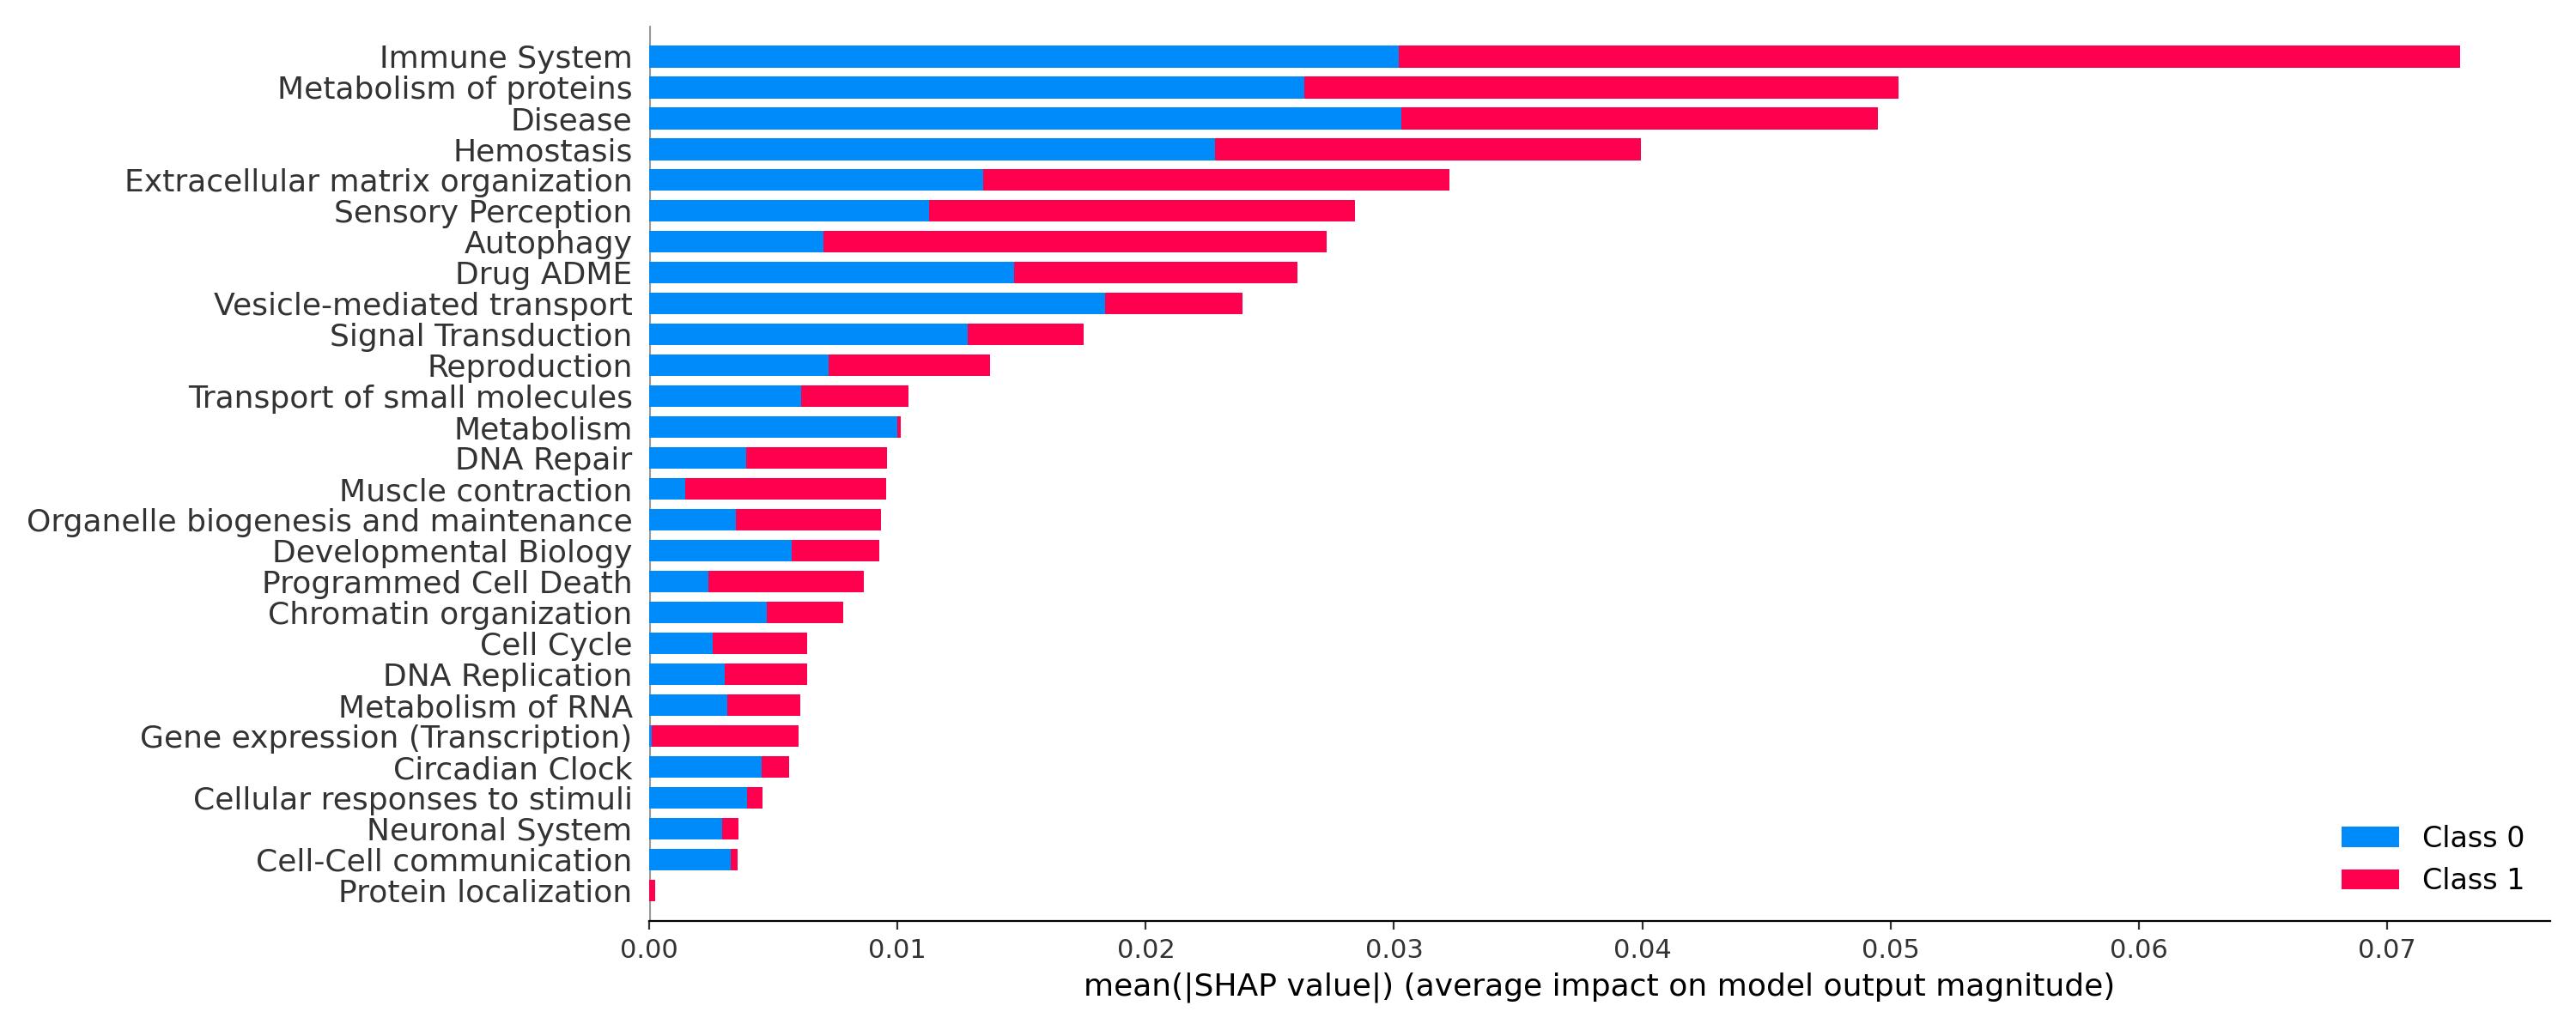 Immune System
Metabolism of proteins
Disease
Hemostasis
Extracellular matrix organization
Sensory Perception
Autophagy
Drug ADME
Vesicle-mediated transport
Signal Transduction
Reproduction
Transport of small molecules
Metabolism
DNA Repair
Muscle contraction
Organelle biogenesis and maintenance
Developmental Biology
Programmed Cell Death
Chromatin organization
Cell Cycle
DNA Replication
Metabolism of RNA
Gene expression (Transcription)
Circadian Clock
Cellular responses to stimuli
Neuronal System
Cell-Cell communication
Protein localization
Class 0
Class 1
0.00 0.01 0.02 0.03 0.04 0.05 0.06 0.07
mean(|SHAP value|) (average impact on model output magnitude)